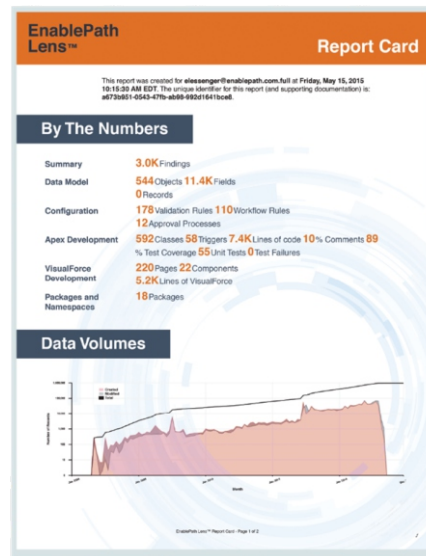 EnablePath
Lens™
Report Card
This report was created for elessenger@enablepath.com.full at Friday, May 15, 2015
10:15:30 AM EDT. The unique identifier for this report (and supporting documentation) is:
By The Numbers
Summary 3.0K Findings
Data Model 544 Objects 11.4K Fields
0 Records
Configuration 178 Validation Rules 110 Workflow Rules
12 Approval Processes
Apex Development 592 Classes 58 Triggers 7.4K Lines of code 10% Comments 89
% Test Coverage 55 Unit Tests 0 Test Failures
VisualForce
Development
220 Pages 22 Components
5.2K Lines of VisualForce
Packages and
Namespaces
18 Packages
Data Volumes
Created
Modified
Total
Number of Records
Month
EnablePath Lens™ Report Card - Page 1 of 2